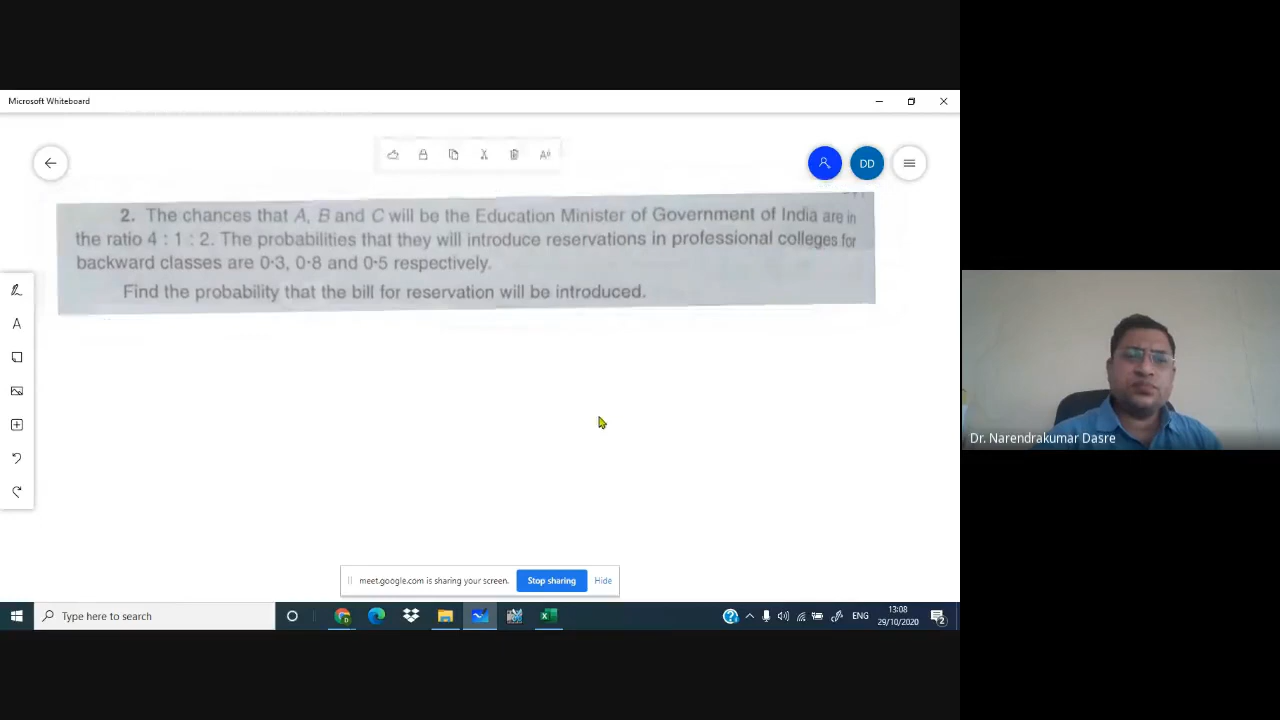 Microsoft Whiteboard
DD
2. The chances that A, B and C will be the Education Minister of Government of India are in
the ratio 4 : 1 : 2. The probabilities that they will introduce reservations in professional colleges for
backward classes are 0·3, 0·8 and 0·5 respectively.
Find the probability that the bill for reservation will be introduced.
A
Dr. Narendrakumar Dasre
meet.google.com is sharing your screen. Stop sharing Hide
Type here to search
ENG
13:08
29/10/2020
2